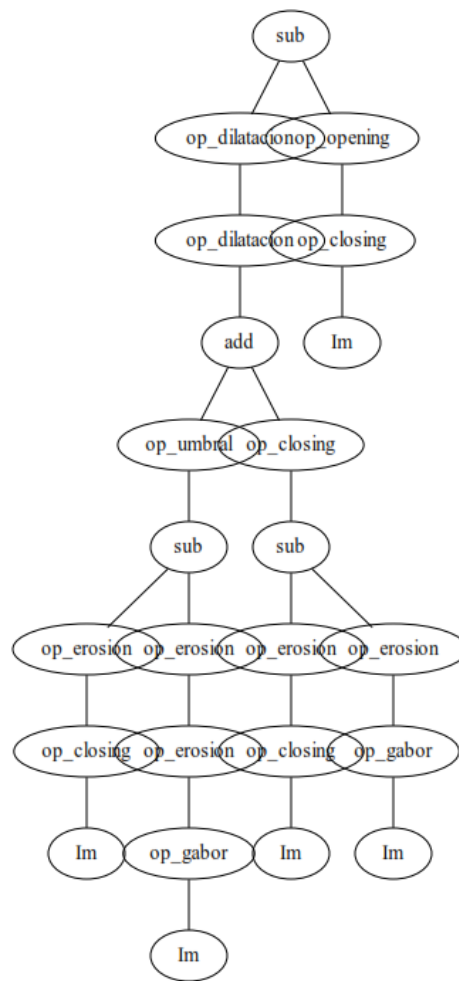 sub
op_dilatacion op_opening
op_dilatacion op_closing
add Im
op_umbral op_closing
sub sub
op_erosion op_erosion op_erosion op_erosion
op_closing op_erosion op_closing op_gabor
Im op_gabor Im Im
Im